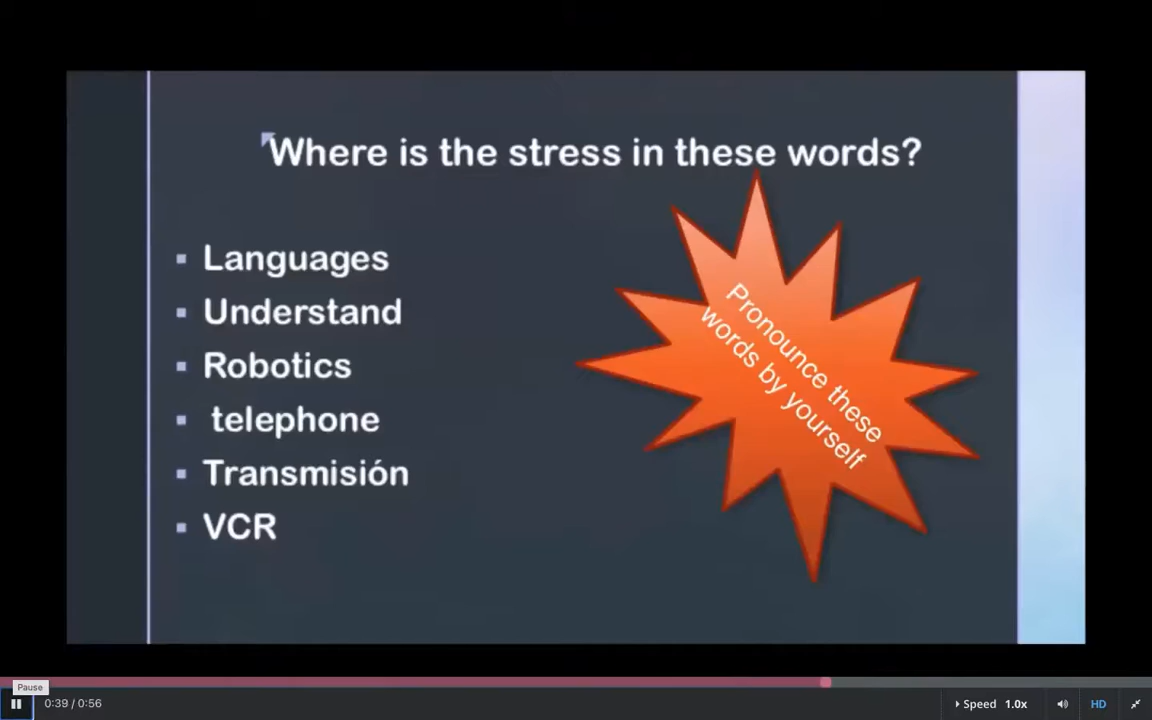 Where is the stress in these words?
Languages
Understand
Robotics
telephone
Transmisión
VCR
Pronounce these
words by yourself
Pause
0:39 / 0:56
Speed 1.0x
HD